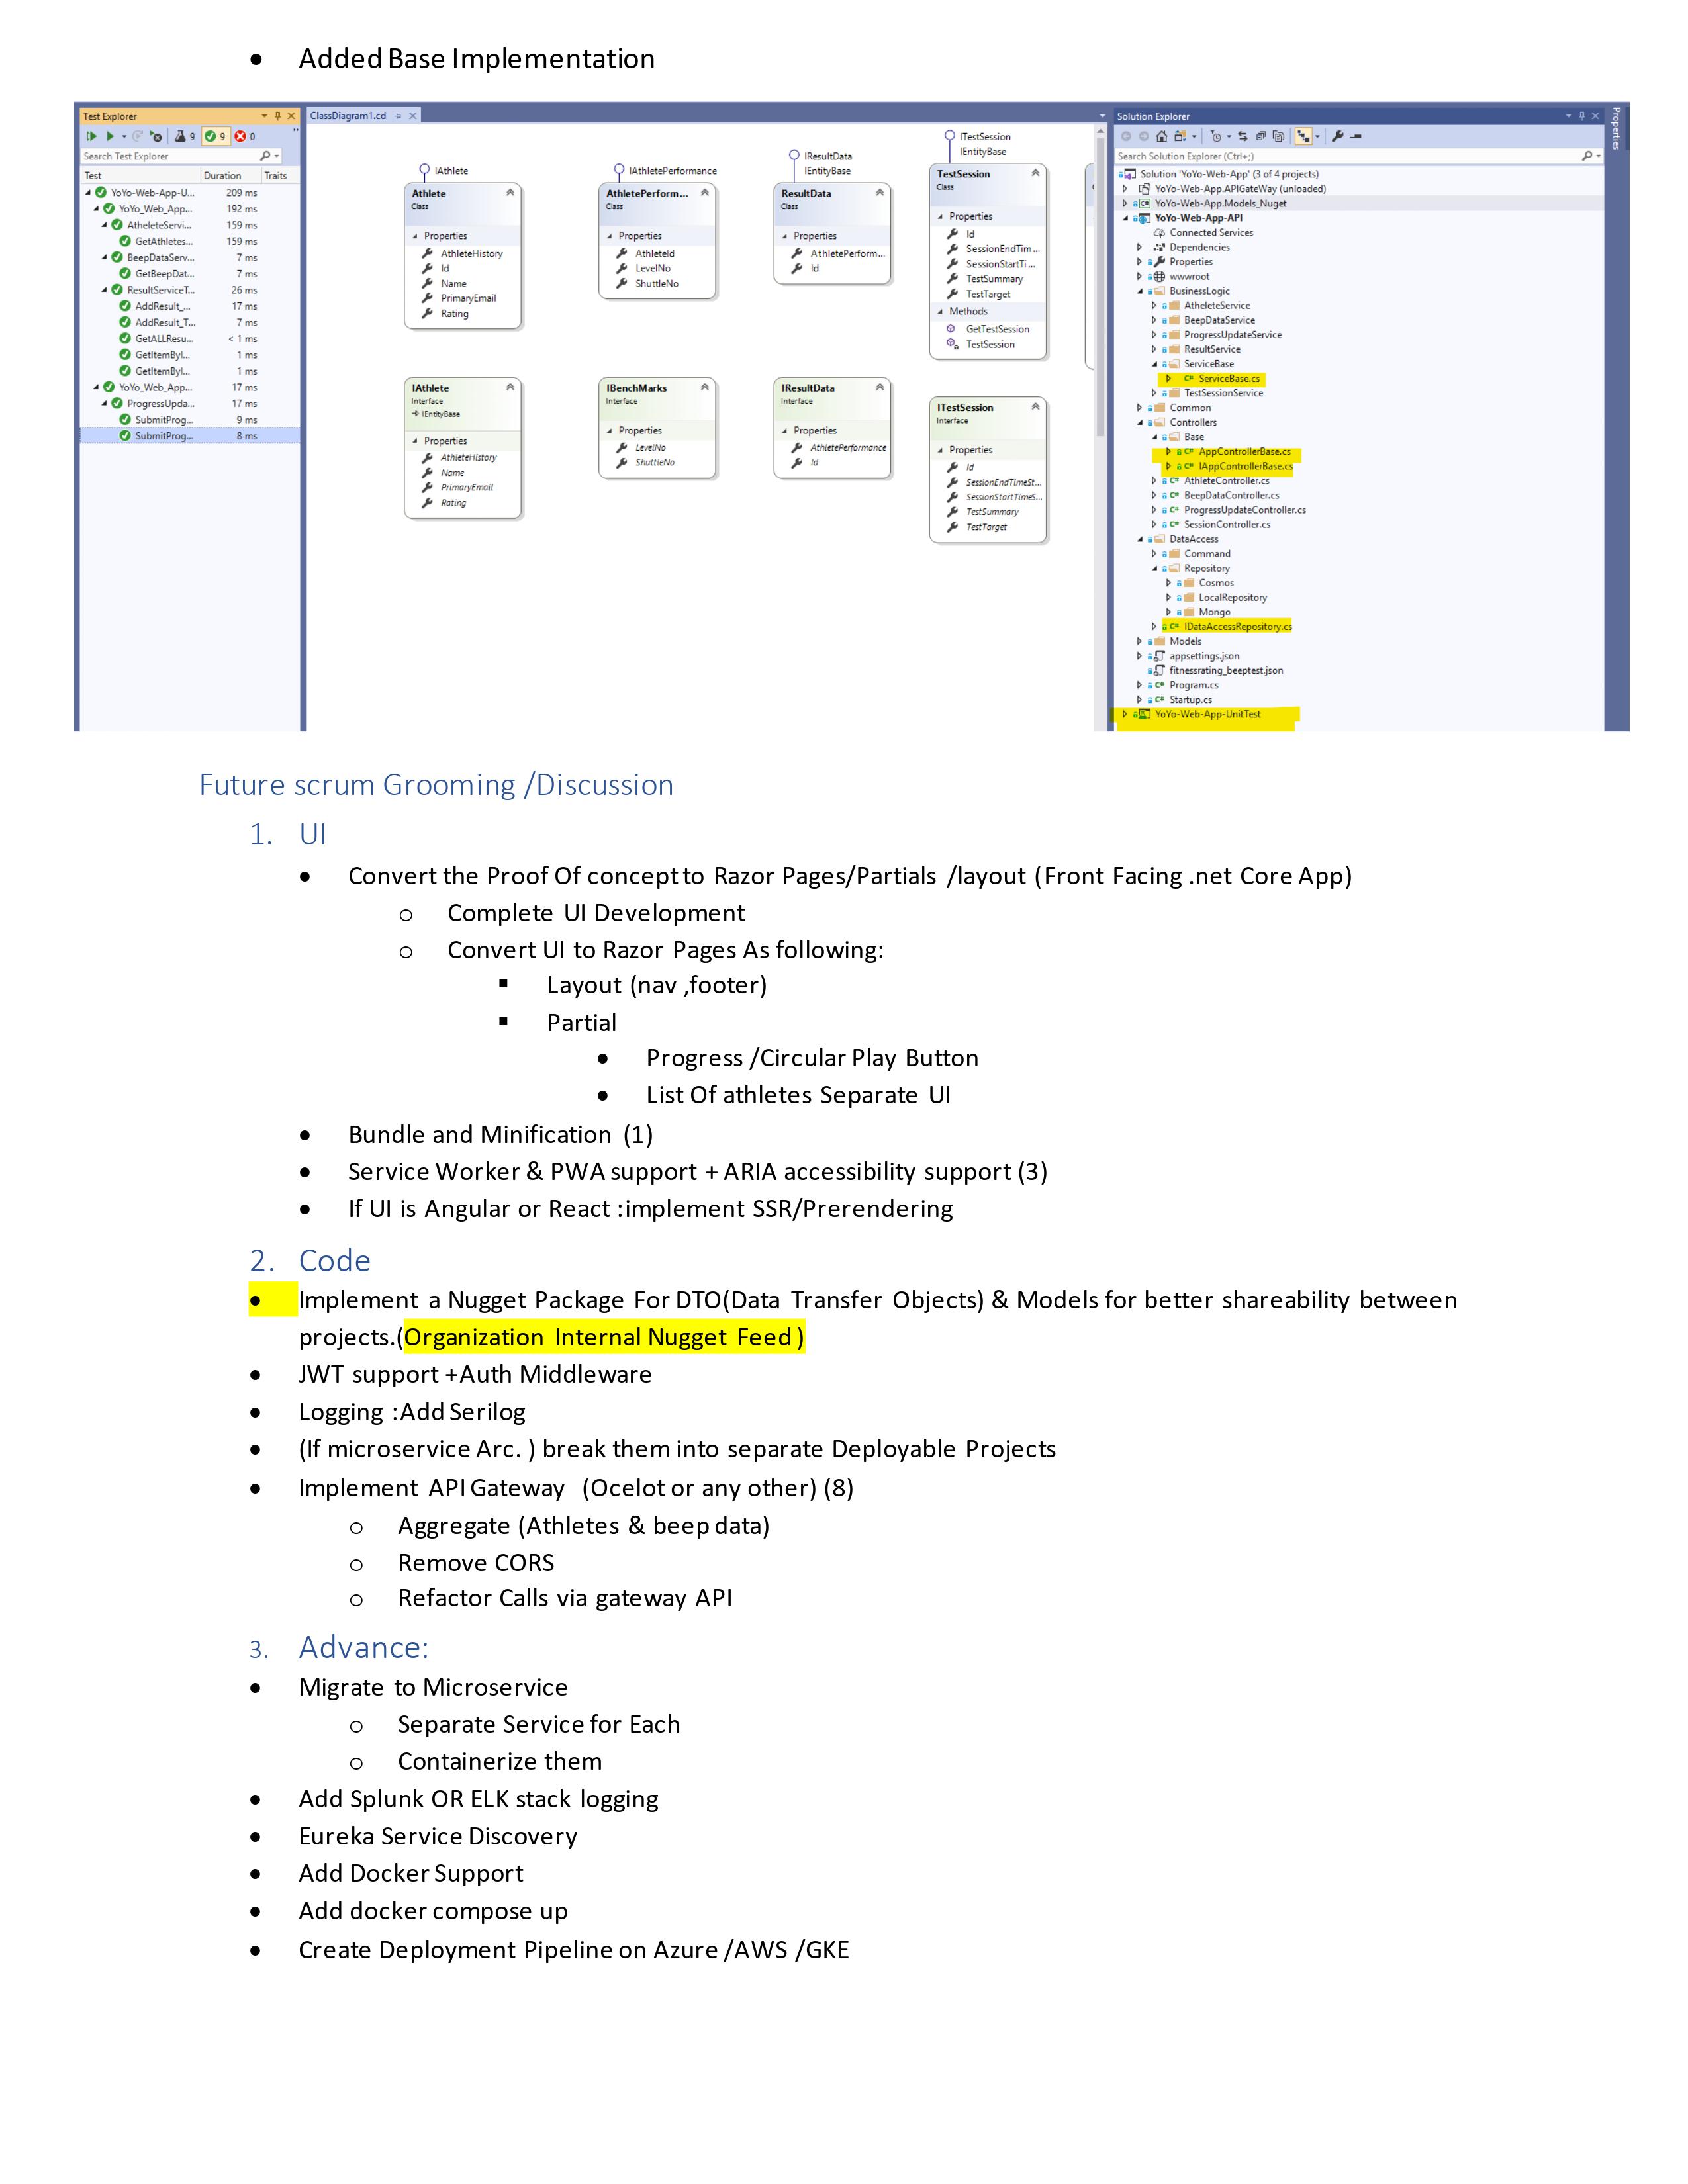 • Added Base Implementation
Test Explorer
9 9 0
Search Test Explorer
Test Duration Traits
YoYo-Web-App-U... 209 ms
YoYo_Web_App... 192 ms
AtheleteServi... 159 ms
GetAthletes... 159 ms
BeepDataServ... 7 ms
GetBeepDat... 7 ms
ResultServiceT... 26 ms
AddResult_... 17 ms
AddResult_T... 7 ms
GetALLResu... < 1 ms
GetItemByI... 1 ms
GetItemByI... 1 ms
YoYo_Web_App... 17 ms
ProgressUpda... 17 ms
SubmitProg... 9 ms
SubmitProg... 8 ms
ClassDiagram1.cd
IAthlete
Athlete
Class
Properties
AthleteHistory
Id
Name
PrimaryEmail
Rating
IAthletePerformance
AthletePerform...
Class
Properties
AthleteId
LevelNo
ShuttleNo
IResultData
IEntityBase
ResultData
Class
Properties
AthletePerform...
Id
ITestSession
IEntityBase
TestSession
Class
Properties
Id
SessionEndTim...
SessionStartTi...
TestSummary
TestTarget
Methods
GetTestSession
TestSession
IAthlete
Interface
IEntityBase
Properties
AthleteHistory
Name
PrimaryEmail
Rating
IBenchMarks
Interface
Properties
LevelNo
ShuttleNo
IResultData
Interface
Properties
AthletePerformance
Id
ITestSession
Interface
Properties
Id
SessionEndTimeSt...
SessionStartTimeS...
TestSummary
TestTarget
Solution Explorer
Search Solution Explorer (Ctrl+;)
Solution 'YoYo-Web-App' (3 of 4 projects)
YoYo-Web-App.APIGateWay (unloaded)
YoYo-Web-App.Models_Nuget
YoYo-Web-App-API
Connected Services
Dependencies
Properties
wwwroot
BusinessLogic
AtheleteService
BeepDataService
ProgressUpdateService
ResultService
ServiceBase
ServiceBase.cs
TestSessionService
Common
Controllers
Base
AppControllerBase.cs
IAppControllerBase.cs
AthleteController.cs
BeepDataController.cs
ProgressUpdateController.cs
SessionController.cs
DataAccess
Command
Repository
Cosmos
LocalRepository
Mongo
IDataAccessRepository.cs
Models
appsettings.json
fitnessrating_beeptest.json
Program.cs
Startup.cs
YoYo-Web-App-UnitTest
Properties
Future scrum Grooming /Discussion
1. UI
• Convert the Proof Of concept to Razor Pages/Partials /layout (Front Facing .net Core App)
o Complete UI Development
o Convert UI to Razor Pages As following:
▪ Layout (nav ,footer)
▪ Partial
• Progress /Circular Play Button
• List Of athletes Separate UI
• Bundle and Minification (1)
• Service Worker & PWA support + ARIA accessibility support (3)
• If UI is Angular or React :implement SSR/Prerendering
2. Code
• Implement a Nugget Package For DTO(Data Transfer Objects) & Models for better shareability between
projects.(Organization Internal Nugget Feed )
• JWT support +Auth Middleware
• Logging :Add Serilog
• (If microservice Arc. ) break them into separate Deployable Projects
• Implement API Gateway (Ocelot or any other) (8)
o Aggregate (Athletes & beep data)
o Remove CORS
o Refactor Calls via gateway API
3. Advance:
• Migrate to Microservice
o Separate Service for Each
o Containerize them
• Add Splunk OR ELK stack logging
• Eureka Service Discovery
• Add Docker Support
• Add docker compose up
• Create Deployment Pipeline on Azure /AWS /GKE